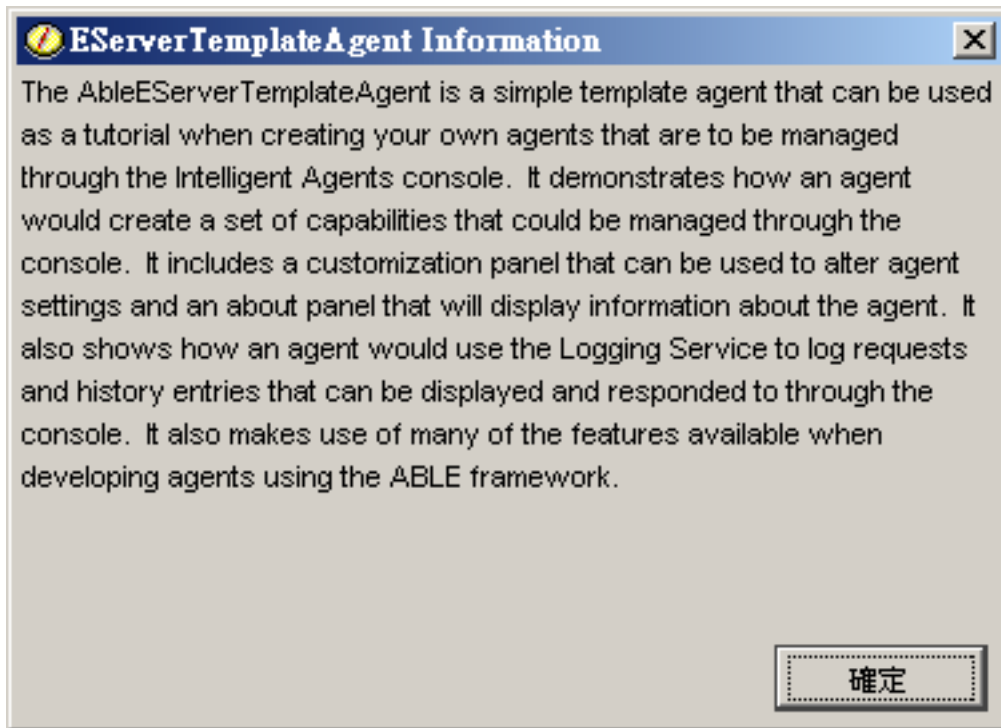 EServerTemplateAgent Information
The AbleEServerTemplateAgent is a simple template agent that can be used
as a tutorial when creating your own agents that are to be managed
through the Intelligent Agents console.  It demonstrates how an agent
would create a set of capabilities that could be managed through the
console.  It includes a customization panel that can be used to alter agent
settings and an about panel that will display information about the agent.  It
also shows how an agent would use the Logging Service to log requests
and history entries that can be displayed and responded to through the
console.  It also makes use of many of the features available when
developing agents using the ABLE framework.
確定